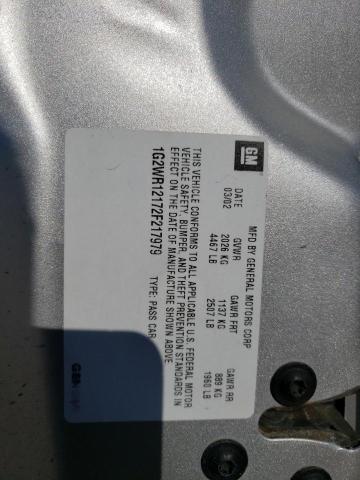 GM
MFD BY GENERAL MOTORS CORP
DATE GVWR GAWR FRT GAWR RR
03/02 2026 KG 1137 KG 889 KG
4467 LB 2507 LB 1960 LB
THIS VEHICLE CONFORMS TO ALL APPLICABLE U.S. FEDERAL MOTOR
VEHICLE SAFETY, BUMPER, AND THEFT PREVENTION STANDARDS IN
EFFECT ON THE DATE OF MANUFACTURE SHOWN ABOVE
1G2WR12172F217979 TYPE: PASS CAR